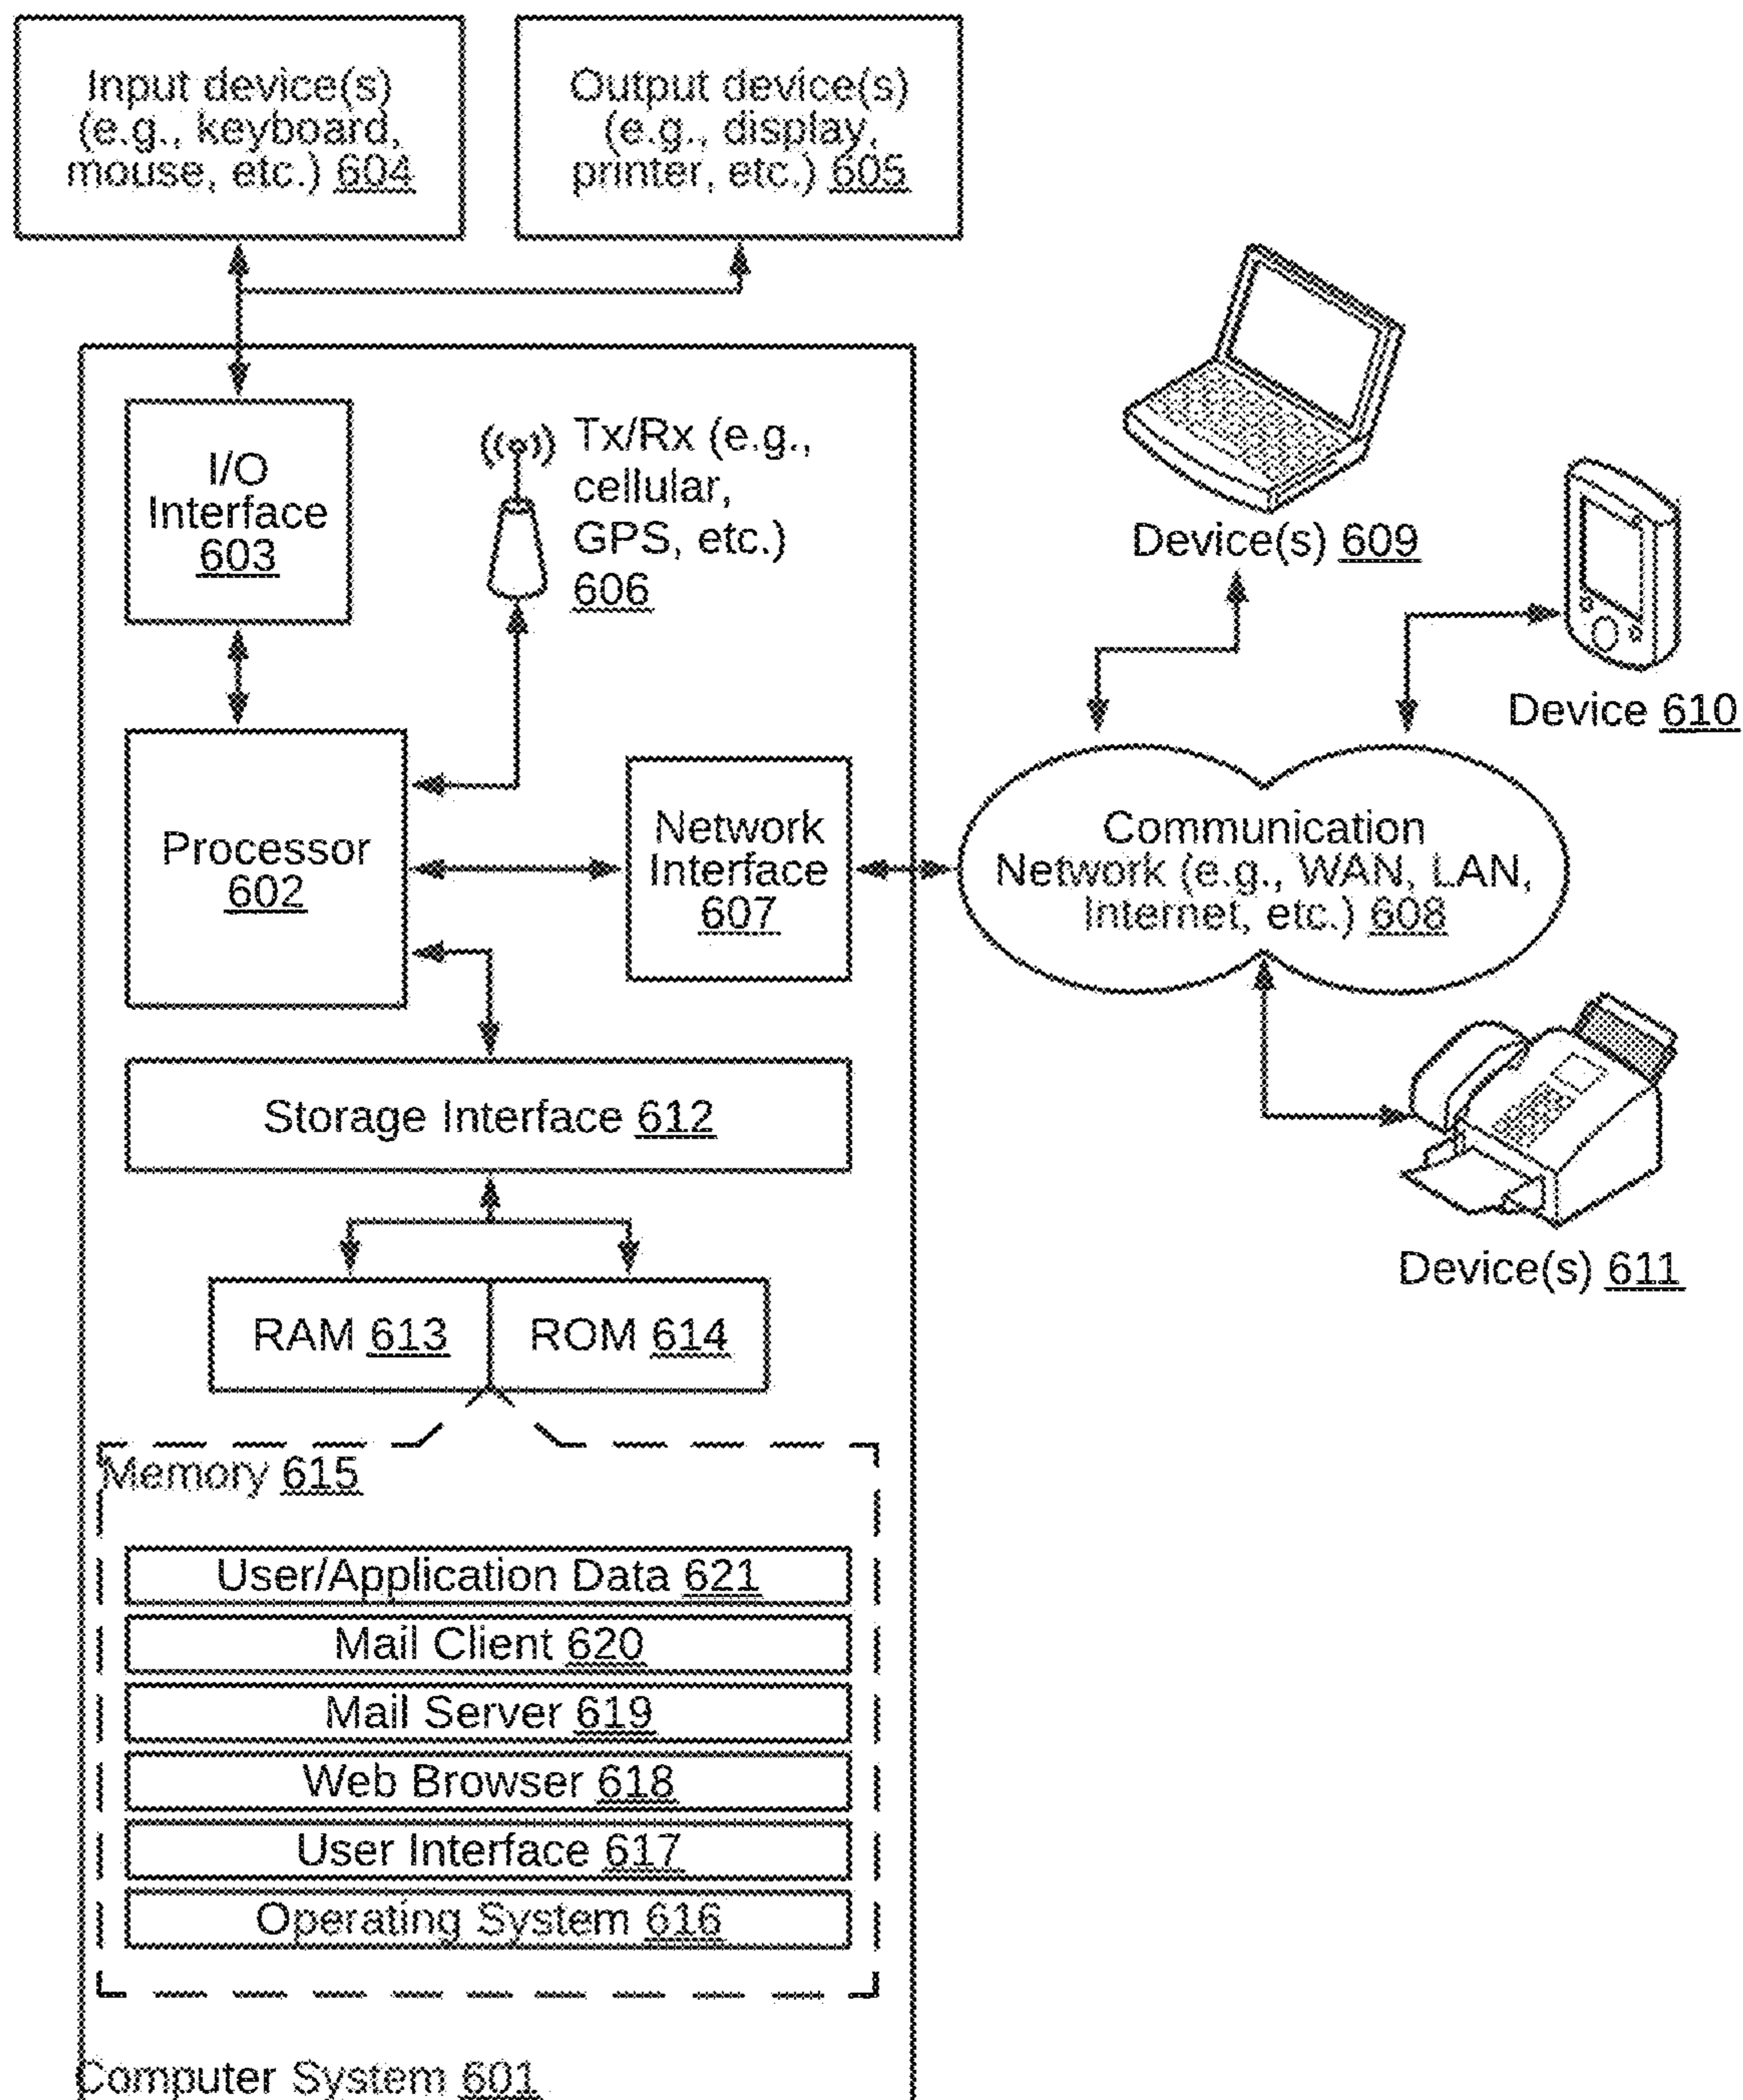 Input device(s)
(e.g., keyboard,
mouse, etc.) 604
Output device(s)
(e.g., display,
printer, etc.) 605
I/O
Interface
603
Tx/Rx (e.g.,
cellular,
GPS, etc.)
606
Device(s) 609
Device 610
Processor
602
Network
Interface
607
Communication
Network (e.g., WAN, LAN,
Internet, etc.) 608
Storage Interface 612
Device(s) 611
RAM 613
ROM 614
Memory 615
User/Application Data 621
Mail Client 620
Mail Server 619
Web Browser 618
User Interface 617
Operating System 616
Computer System 601